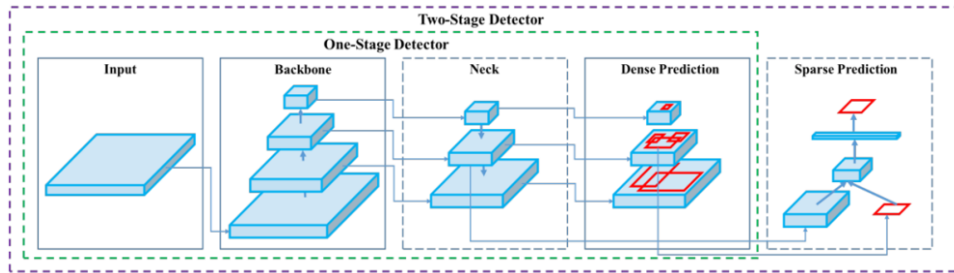 Two-Stage Detector
One-Stage Detector
Input
Backbone
Neck
Dense Prediction
Sparse Prediction